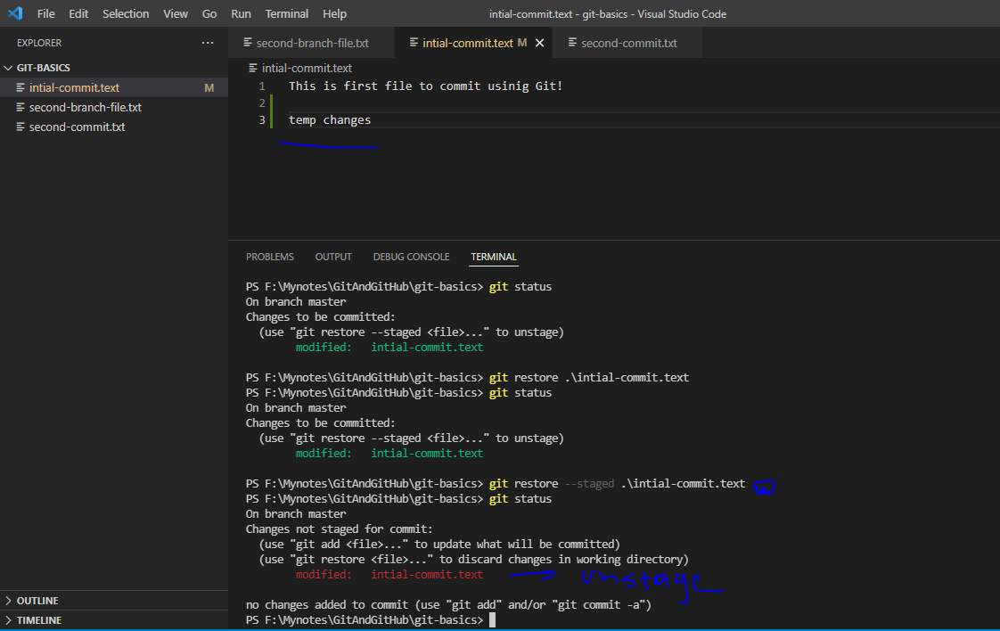 File Edit Selection View Go Run Terminal Help intial-commit.text - git-basics - Visual Studio Code
EXPLORER ...
GIT-BASICS
intial-commit.text M
second-branch-file.txt
second-commit.txt
OUTLINE
TIMELINE
second-branch-file.txt intial-commit.text M second-commit.txt
intial-commit.text
1 This is first file to commit usinig Git!
2
3 temp changes
PROBLEMS OUTPUT DEBUG CONSOLE TERMINAL
PS F:\Mynotes\GitAndGitHub\git-basics> git status
On branch master
Changes to be committed:
(use "git restore --staged <file>..." to unstage)
modified: intial-commit.text
PS F:\Mynotes\GitAndGitHub\git-basics> git restore .\intial-commit.text
PS F:\Mynotes\GitAndGitHub\git-basics> git status
On branch master
Changes to be committed:
(use "git restore --staged <file>..." to unstage)
modified: intial-commit.text
PS F:\Mynotes\GitAndGitHub\git-basics> git restore --staged .\intial-commit.text
PS F:\Mynotes\GitAndGitHub\git-basics> git status
On branch master
Changes not staged for commit:
(use "git add <file>..." to update what will be committed)
(use "git restore <file>..." to discard changes in working directory)
modified: intial-commit.text → unstage
no changes added to commit (use "git add" and/or "git commit -a")
PS F:\Mynotes\GitAndGitHub\git-basics>